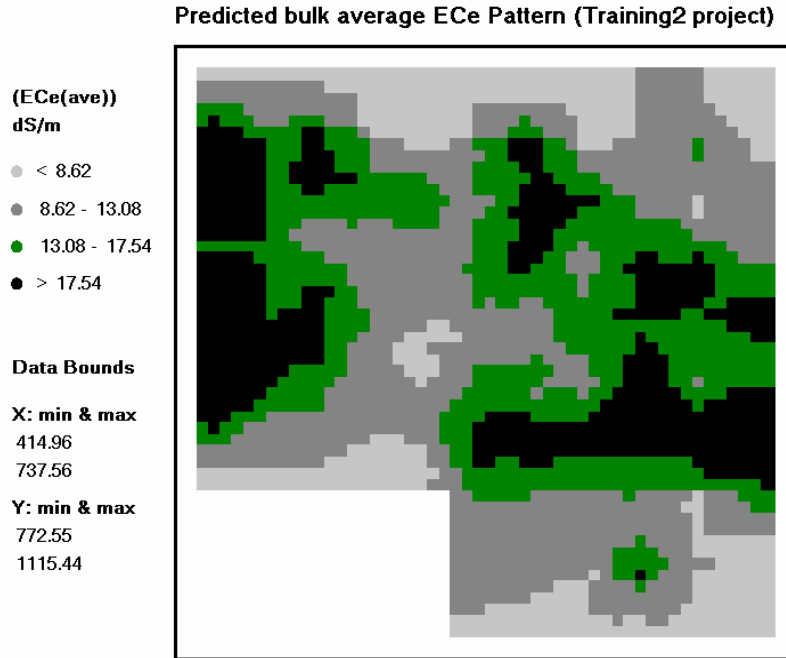 Predicted bulk average ECe Pattern (Training2 project)
(ECe(ave))
dS/m
< 8.62
8.62 - 13.08
13.08 - 17.54
> 17.54
Data Bounds
X: min & max
414.96
737.56
Y: min & max
772.55
1115.44